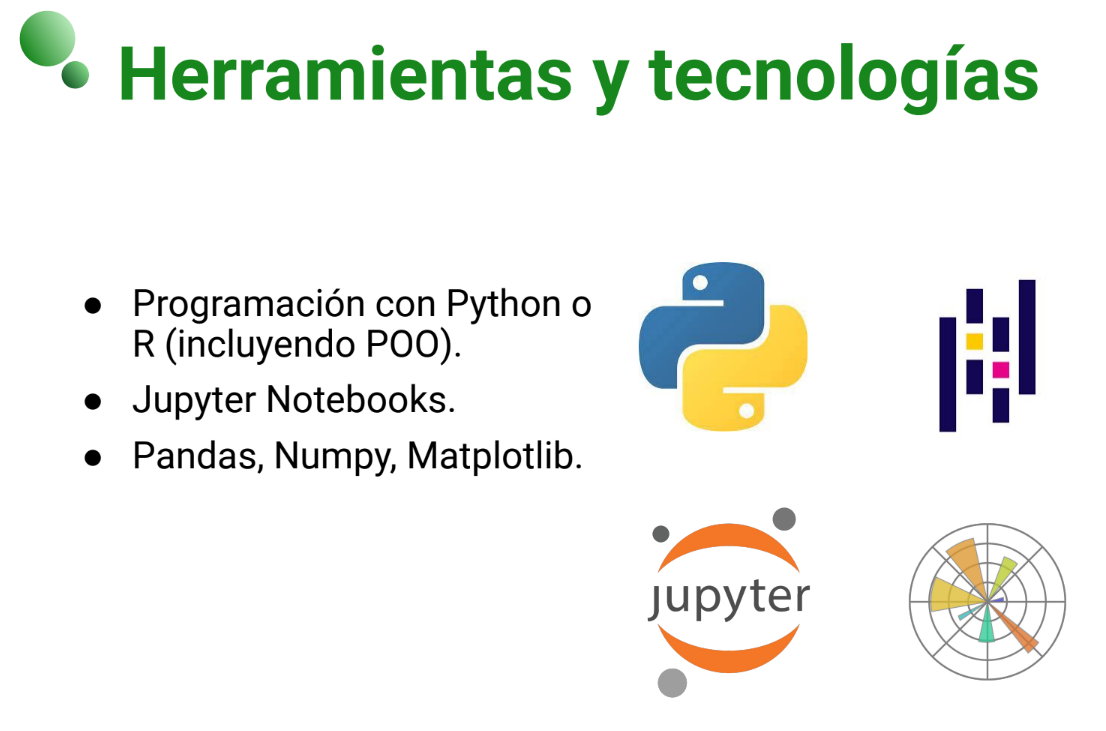 Herramientas y tecnologías
● Programación con Python o
R (incluyendo POO).
● Jupyter Notebooks.
● Pandas, Numpy, Matplotlib.
jupyter